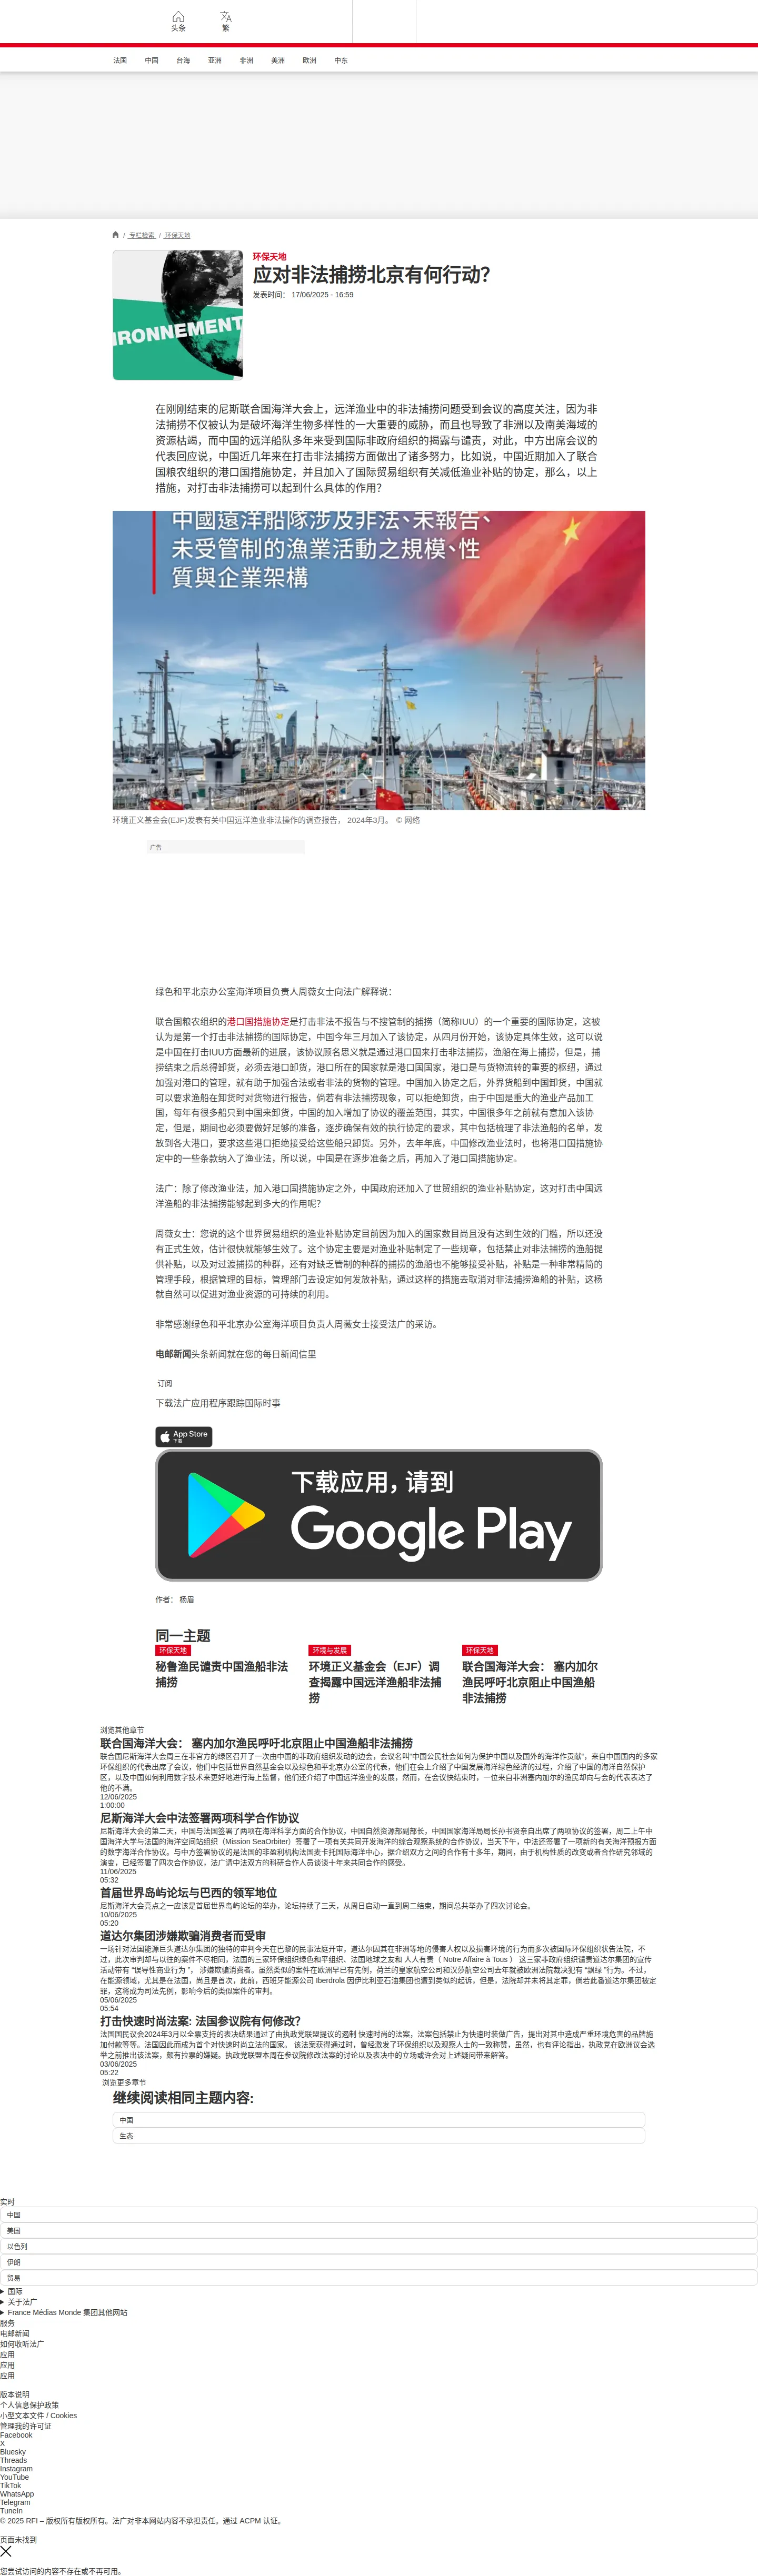 头条
繁
法国 中国 台海 亚洲 非洲 美洲 欧洲 中东
/ 专栏检索 / 环保天地
IRONNEMENT
环保天地
应对非法捕捞北京有何行动？
发表时间： 17/06/2025 - 16:59
在刚刚结束的尼斯联合国海洋大会上，远洋渔业中的非法捕捞问题受到会议的高度关注，因为非
法捕捞不仅被认为是破坏海洋生物多样性的一大重要的威胁，而且也导致了非洲以及南美海域的
资源枯竭，而中国的远洋船队多年来受到国际非政府组织的揭露与谴责，对此，中方出席会议的
代表回应说，中国近几年来在打击非法捕捞方面做出了诸多努力，比如说，中国近期加入了联合
国粮农组织的港口国措施协定，并且加入了国际贸易组织有关减低渔业补贴的协定，那么，以上
措施，对打击非法捕捞可以起到什么具体的作用？
中國遠洋船隊涉及非法、未報告、
未受管制的漁業活動之規模、性
質與企業架構
环境正义基金会(EJF)发表有关中国远洋渔业非法操作的调查报告， 2024年3月。 © 网络
广告
绿色和平北京办公室海洋项目负责人周薇女士向法广解释说：
联合国粮农组织的港口国措施协定是打击非法不报告与不搜管制的捕捞（简称IUU）的一个重要的国际协定，这被
认为是第一个打击非法捕捞的国际协定，中国今年三月加入了该协定，从四月份开始，该协定具体生效，这可以说
是中国在打击IUU方面最新的进展，该协议顾名思义就是通过港口国来打击非法捕捞，渔船在海上捕捞，但是，捕
捞结束之后总得卸货，必须去港口卸货，港口所在的国家就是港口国国家，港口是与货物流转的重要的枢纽，通过
加强对港口的管理，就有助于加强合法或者非法的货物的管理。中国加入协定之后，外界货船到中国卸货，中国就
可以要求渔船在卸货时对货物进行报告，倘若有非法捕捞现象，可以拒绝卸货，由于中国是重大的渔业产品加工
国，每年有很多船只到中国来卸货，中国的加入增加了协议的覆盖范围，其实，中国很多年之前就有意加入该协
定，但是，期间也必须要做好足够的准备，逐步确保有效的执行协定的要求，其中包括梳理了非法渔船的名单，发
放到各大港口，要求这些港口拒绝接受给这些船只卸货。另外，去年年底，中国修改渔业法时，也将港口国措施协
定中的一些条款纳入了渔业法，所以说，中国是在逐步准备之后，再加入了港口国措施协定。
法广：除了修改渔业法，加入港口国措施协定之外，中国政府还加入了世贸组织的渔业补贴协定，这对打击中国远
洋渔船的非法捕捞能够起到多大的作用呢？
周薇女士：您说的这个世界贸易组织的渔业补贴协定目前因为加入的国家数目尚且没有达到生效的门槛，所以还没
有正式生效，估计很快就能够生效了。这个协定主要是对渔业补贴制定了一些规章，包括禁止对非法捕捞的渔船提
供补贴，以及对过渡捕捞的种群，还有对缺乏管制的种群的捕捞的渔船也不能够接受补贴，补贴是一种非常精简的
管理手段，根据管理的目标，管理部门去设定如何发放补贴，通过这样的措施去取消对非法捕捞渔船的补贴，这杨
就自然可以促进对渔业资源的可持续的利用。
非常感谢绿色和平北京办公室海洋项目负责人周薇女士接受法广的采访。
电邮新闻头条新闻就在您的每日新闻信里
订阅
下载法广应用程序跟踪国际时事
App Store
下载
下载应用，请到
Google Play
作者： 杨眉
同一主题
环保天地
秘鲁渔民谴责中国渔船非法
捕捞
环境与发展
环境正义基金会（EJF）调
查揭露中国远洋渔船非法捕
捞
环保天地
联合国海洋大会： 塞内加尔
渔民呼吁北京阻止中国渔船
非法捕捞
浏览其他章节
联合国海洋大会： 塞内加尔渔民呼吁北京阻止中国渔船非法捕捞
联合国尼斯海洋大会周三在非官方的绿区召开了一次由中国的非政府组织发动的边会，会议名叫“中国公民社会如何为保护中国以及国外的海洋作贡献”，来自中国国内的多家
环保组织的代表出席了会议，他们中包括世界自然基金会以及绿色和平北京办公室的代表，他们在会上介绍了中国发展海洋绿色经济的过程，介绍了中国的海洋自然保护
区，以及中国如何利用数字技术来更好地进行海上监督，他们还介绍了中国远洋渔业的发展，然而，在会议快结束时，一位来自非洲塞内加尔的渔民却向与会的代表表达了
他的不满。
12/06/2025
1:00:00
尼斯海洋大会中法签署两项科学合作协议
尼斯海洋大会的第二天，中国与法国签署了两项在海洋科学方面的合作协议，中国自然资源部副部长，中国国家海洋局局长孙书贤亲自出席了两项协议的签署，周二上午中
国海洋大学与法国的海洋空间站组织（Mission SeaOrbiter）签署了一项有关共同开发海洋的综合观察系统的合作协议，当天下午，中法还签署了一项新的有关海洋预报方面
的数字海洋合作协议。与中方签署协议的是法国的非盈利机构法国麦卡托国际海洋中心，据介绍双方之间的合作有十多年，期间，由于机构性质的改变或者合作研究邻域的
演变，已经签署了四次合作协议，法广请中法双方的科研合作人员谈谈十年来共同合作的感受。
11/06/2025
05:32
首届世界岛屿论坛与巴西的领军地位
尼斯海洋大会亮点之一应该是首届世界岛屿论坛的举办，论坛持续了三天，从周日启动一直到周二结束，期间总共举办了四次讨论会。
10/06/2025
05:20
道达尔集团涉嫌欺骗消费者而受审
一场针对法国能源巨头道达尔集团的独特的审判今天在巴黎的民事法庭开审，道达尔因其在非洲等地的侵害人权以及损害环境的行为而多次被国际环保组织状告法院，不
过，此次审判却与以往的案件不尽相同，法国的三家环保组织绿色和平组织、法国地球之友和 人人有责（ Notre Affaire à Tous ） 这三家非政府组织谴责道达尔集团的宣传
活动带有 “误导性商业行为 ”， 涉嫌欺骗消费者。虽然类似的案件在欧洲早已有先例，荷兰的皇家航空公司和汉莎航空公司去年就被欧洲法院裁决犯有 “飘绿 ”行为。不过，
在能源领域，尤其是在法国，尚且是首次，此前，西班牙能源公司 Iberdrola 因伊比利亚石油集团也遭到类似的起诉，但是，法院却并未将其定罪，倘若此番道达尔集团被定
罪，这将成为司法先例，影响今后的类似案件的审判。
05/06/2025
05:54
打击快速时尚法案: 法国参议院有何修改？
法国国民议会2024年3月以全票支持的表决结果通过了由执政党联盟提议的遏制 快速时尚的法案，法案包括禁止为快速时装做广告，提出对其中造成严重环境危害的品牌施
加付款等等。法国因此而成为首个对快速时尚立法的国家。 该法案获得通过时，曾经激发了环保组织以及观察人士的一致称赞，虽然，也有评论指出，执政党在欧洲议会选
举之前推出该法案，颇有拉票的嫌疑。执政党联盟本周在参议院修改法案的讨论以及表决中的立场或许会对上述疑问带来解答。
03/06/2025
05:22
浏览更多章节
继续阅读相同主题内容:
中国
生态
实时
中国
美国
以色列
伊朗
贸易
国际
关于法广
France Médias Monde 集团其他网站
服务
电邮新闻
如何收听法广
应用
应用
应用
版本说明
个人信息保护政策
小型文本文件 / Cookies
管理我的许可证
Facebook
X
Bluesky
Threads
Instagram
YouTube
TikTok
WhatsApp
Telegram
TuneIn
© 2025 RFI – 版权所有版权所有。法广对非本网站内容不承担责任。通过 ACPM 认证。
页面未找到
您尝试访问的内容不存在或不再可用。